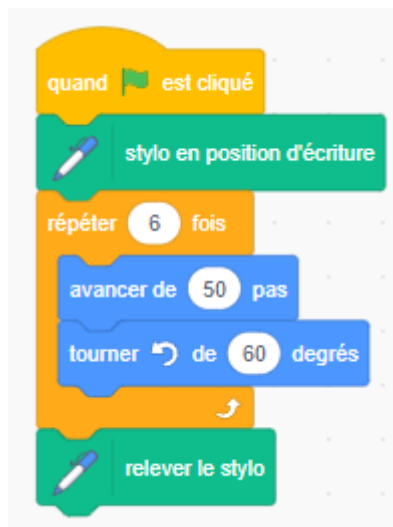 quand est cliqué
stylo en position d'écriture
répéter 6 fois
avancer de 50 pas
tourner de 60 degrés
relever le stylo